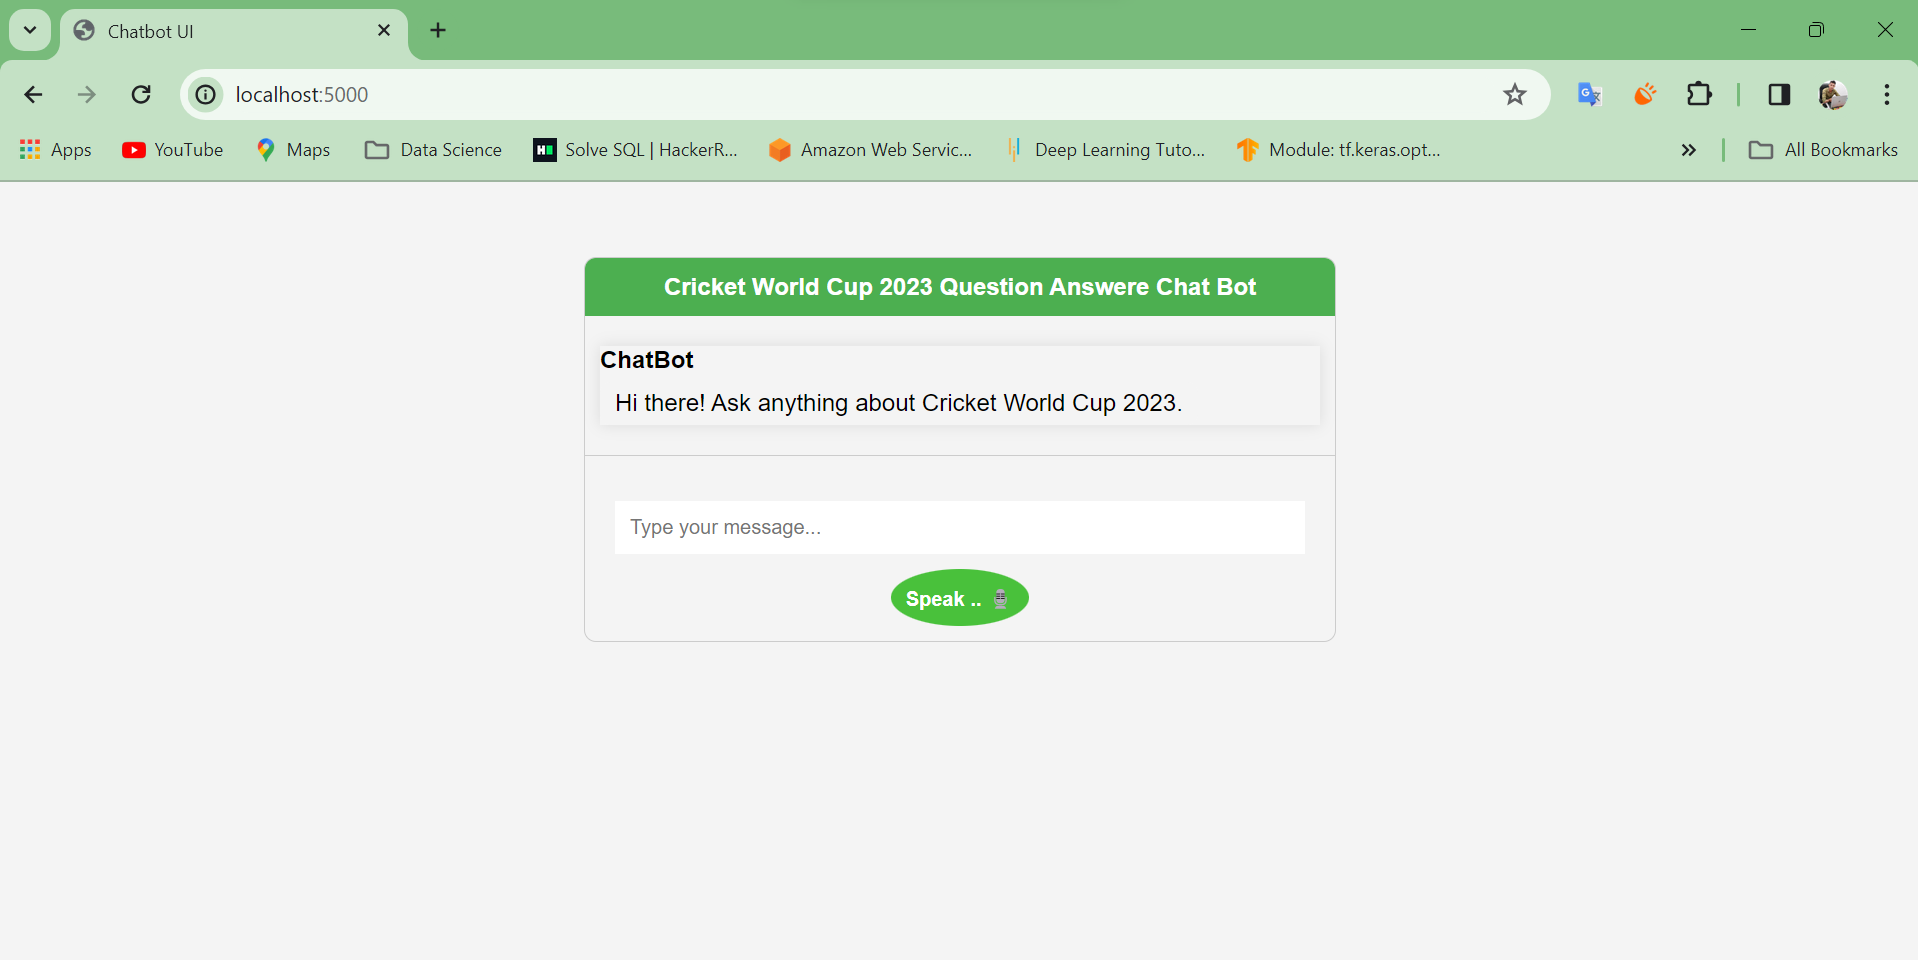 Chatbot UI
localhost:5000
Apps YouTube Maps Data Science Solve SQL | HackerR... Amazon Web Servic... Deep Learning Tuto... Module: tf.keras.opt... All Bookmarks
Cricket World Cup 2023 Question Answere Chat Bot
ChatBot
Hi there! Ask anything about Cricket World Cup 2023.
Type your message...
Speak ..